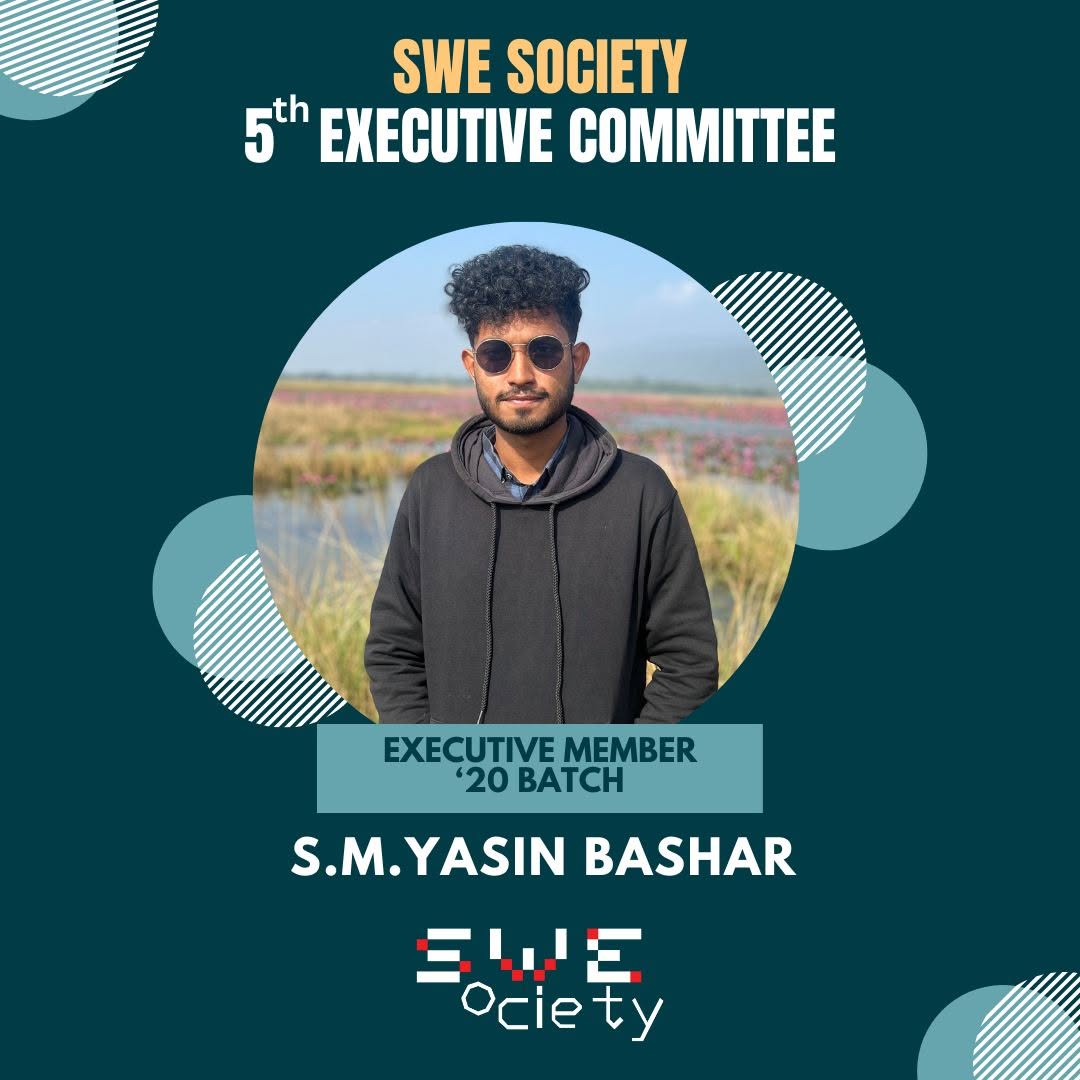 SWE SOCIETY
5th EXECUTIVE COMMITTEE
EXECUTIVE MEMBER
‘20 BATCH
S.M.YASIN BASHAR
SWE
Ociety